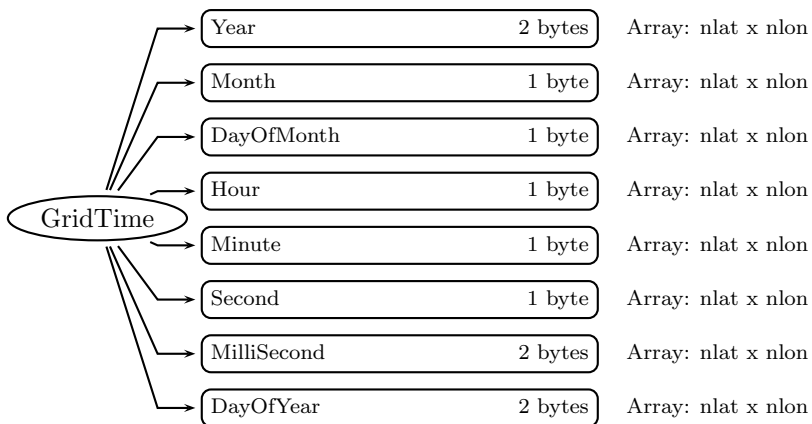 Year 2 bytes Array: nlat x nlon
Month 1 byte Array: nlat x nlon
DayOfMonth 1 byte Array: nlat x nlon
Hour 1 byte Array: nlat x nlon
GridTime
Minute 1 byte Array: nlat x nlon
Second 1 byte Array: nlat x nlon
MilliSecond 2 bytes Array: nlat x nlon
DayOfYear 2 bytes Array: nlat x nlon